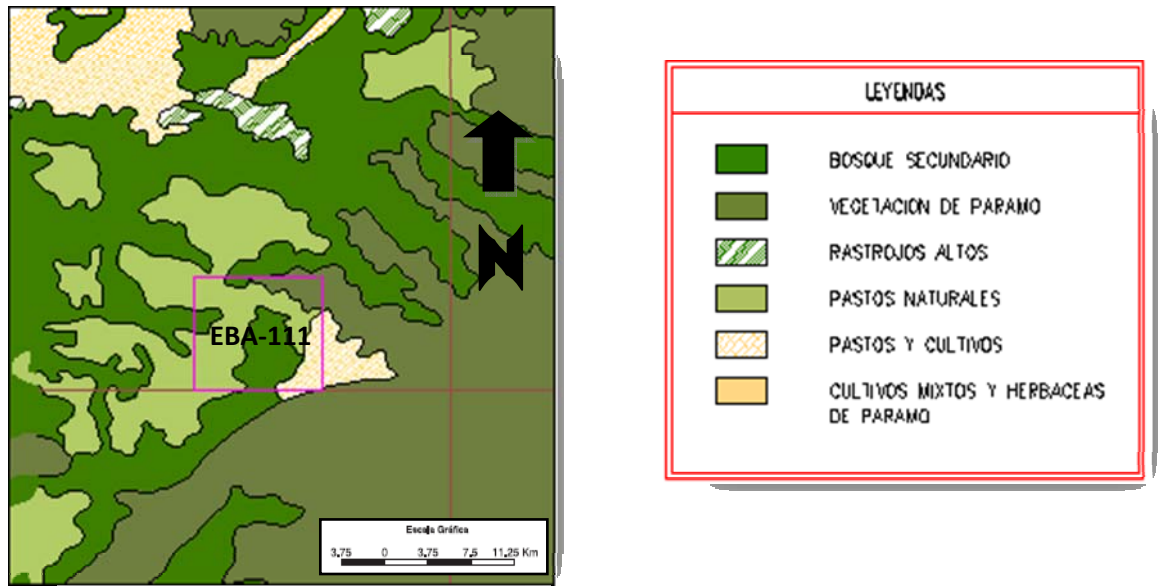 N
EBA-111
Escala Gráfica
3,75 0 3,75 7,5 11,25 Km
LEYENDAS
BOSQUE SECUNDARIO
VEGETACION DE PARAMO
RASTROJOS ALTOS
PASTOS NATURALES
PASTOS Y CULTIVOS
CULTIVOS MIXTOS Y HERBACEAS
DE PARAMO